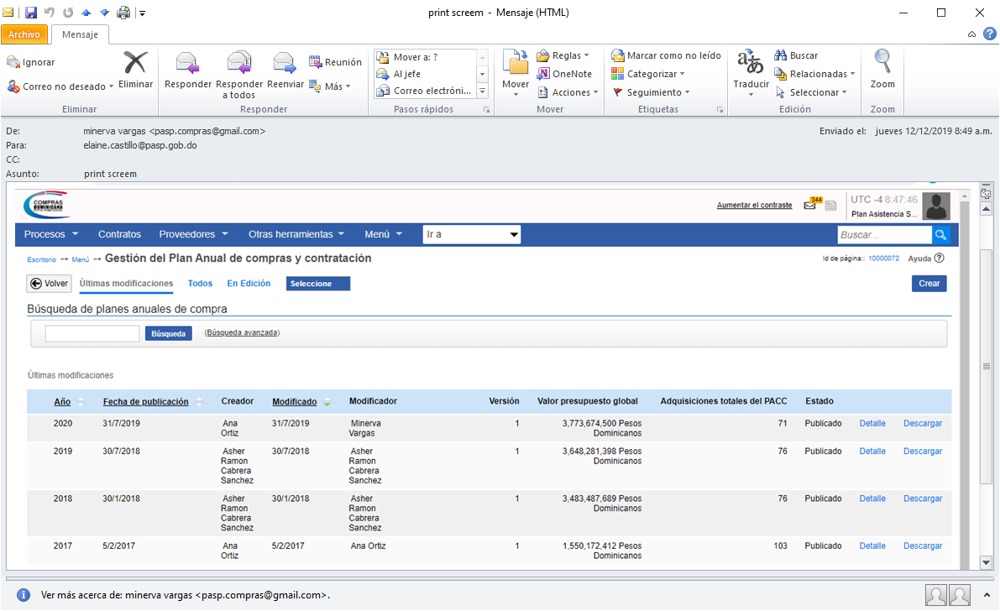 print screem - Mensaje (HTML)
Archivo Mensaje
Ignorar
Correo no deseado
Eliminar
Eliminar
Responder
Responder a todos
Reenviar
Reunión
Más
Responder
Mover a: ?
Al jefe
Correo electróni...
Pasos rápidos
Mover
Reglas
OneNote
Acciones
Mover
Marcar como no leído
Categorizar
Seguimiento
Etiquetas
Traducir
Buscar
Relacionadas
Seleccionar
Edición
Zoom
Zoom
De: minerva vargas <pasp.compras@gmail.com> Enviado el: jueves 12/12/2019 8:49 a.m.
Para: elaine.castillo@pasp.gob.do
CC:
Asunto: print screem
COMPRAS
DOMINICANA
Aumentar el contraste 344 UTC -4 8:47:46
Plan Asistencia S...
Procesos Contratos Proveedores Otras herramientas Menú Ir a Buscar...
Escritorio → Menú → Gestión del Plan Anual de compras y contratación Id de página:: 10000072 Ayuda ?
Volver Últimas modificaciones Todos En Edición Seleccione Crear
Búsqueda de planes anuales de compra
Búsqueda (Búsqueda avanzada)
Últimas modificaciones
Año Fecha de publicación Creador Modificado Modificador Versión Valor presupuesto global Adquisiciones totales del PACC Estado
2020 31/7/2019 Ana 31/7/2019 Minerva 1 3,773,674,500 Pesos 71 Publicado Detalle Descargar
Ortiz Vargas Dominicanos
2019 30/7/2018 Asher 30/7/2018 Asher 1 3,648,281,398 Pesos 76 Publicado Detalle Descargar
Ramon Ramon Dominicanos
Cabrera Cabrera
Sanchez Sanchez
2018 30/1/2018 Asher 30/1/2018 Asher 1 3,483,487,689 Pesos 76 Publicado Detalle Descargar
Ramon Ramon Dominicanos
Cabrera Cabrera
Sanchez Sanchez
2017 5/2/2017 Ana 5/2/2017 Ana Ortiz 1 1,550,172,412 Pesos 103 Publicado Detalle Descargar
Ortiz Dominicanos
Ver más acerca de: minerva vargas <pasp.compras@gmail.com>.